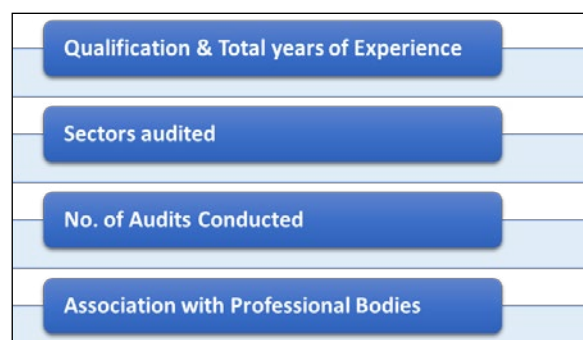 Qualification & Total years of Experience
Sectors audited
No. of Audits Conducted
Association with Professional Bodies